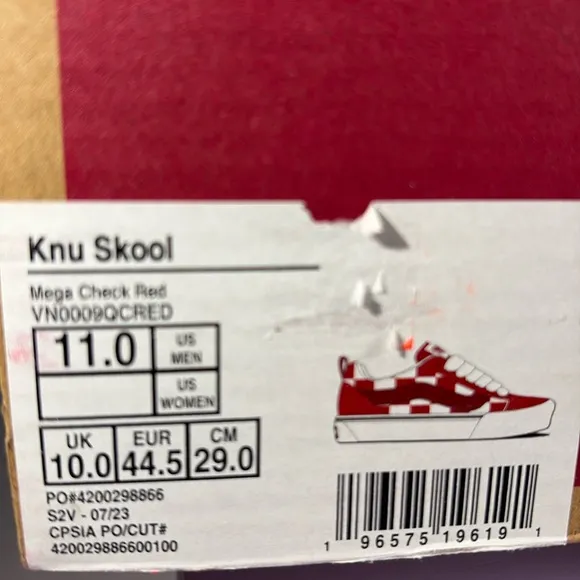 Knu Skool
Mega Check Red
VN0009QCRED
11.0 US MEN
US WOMEN
UK 10.0 EUR 44.5 CM 29.0
PO#4200298866
S2V - 07/23
CPSIA PO/CUT#
420029886600100
1 96575 19619 1